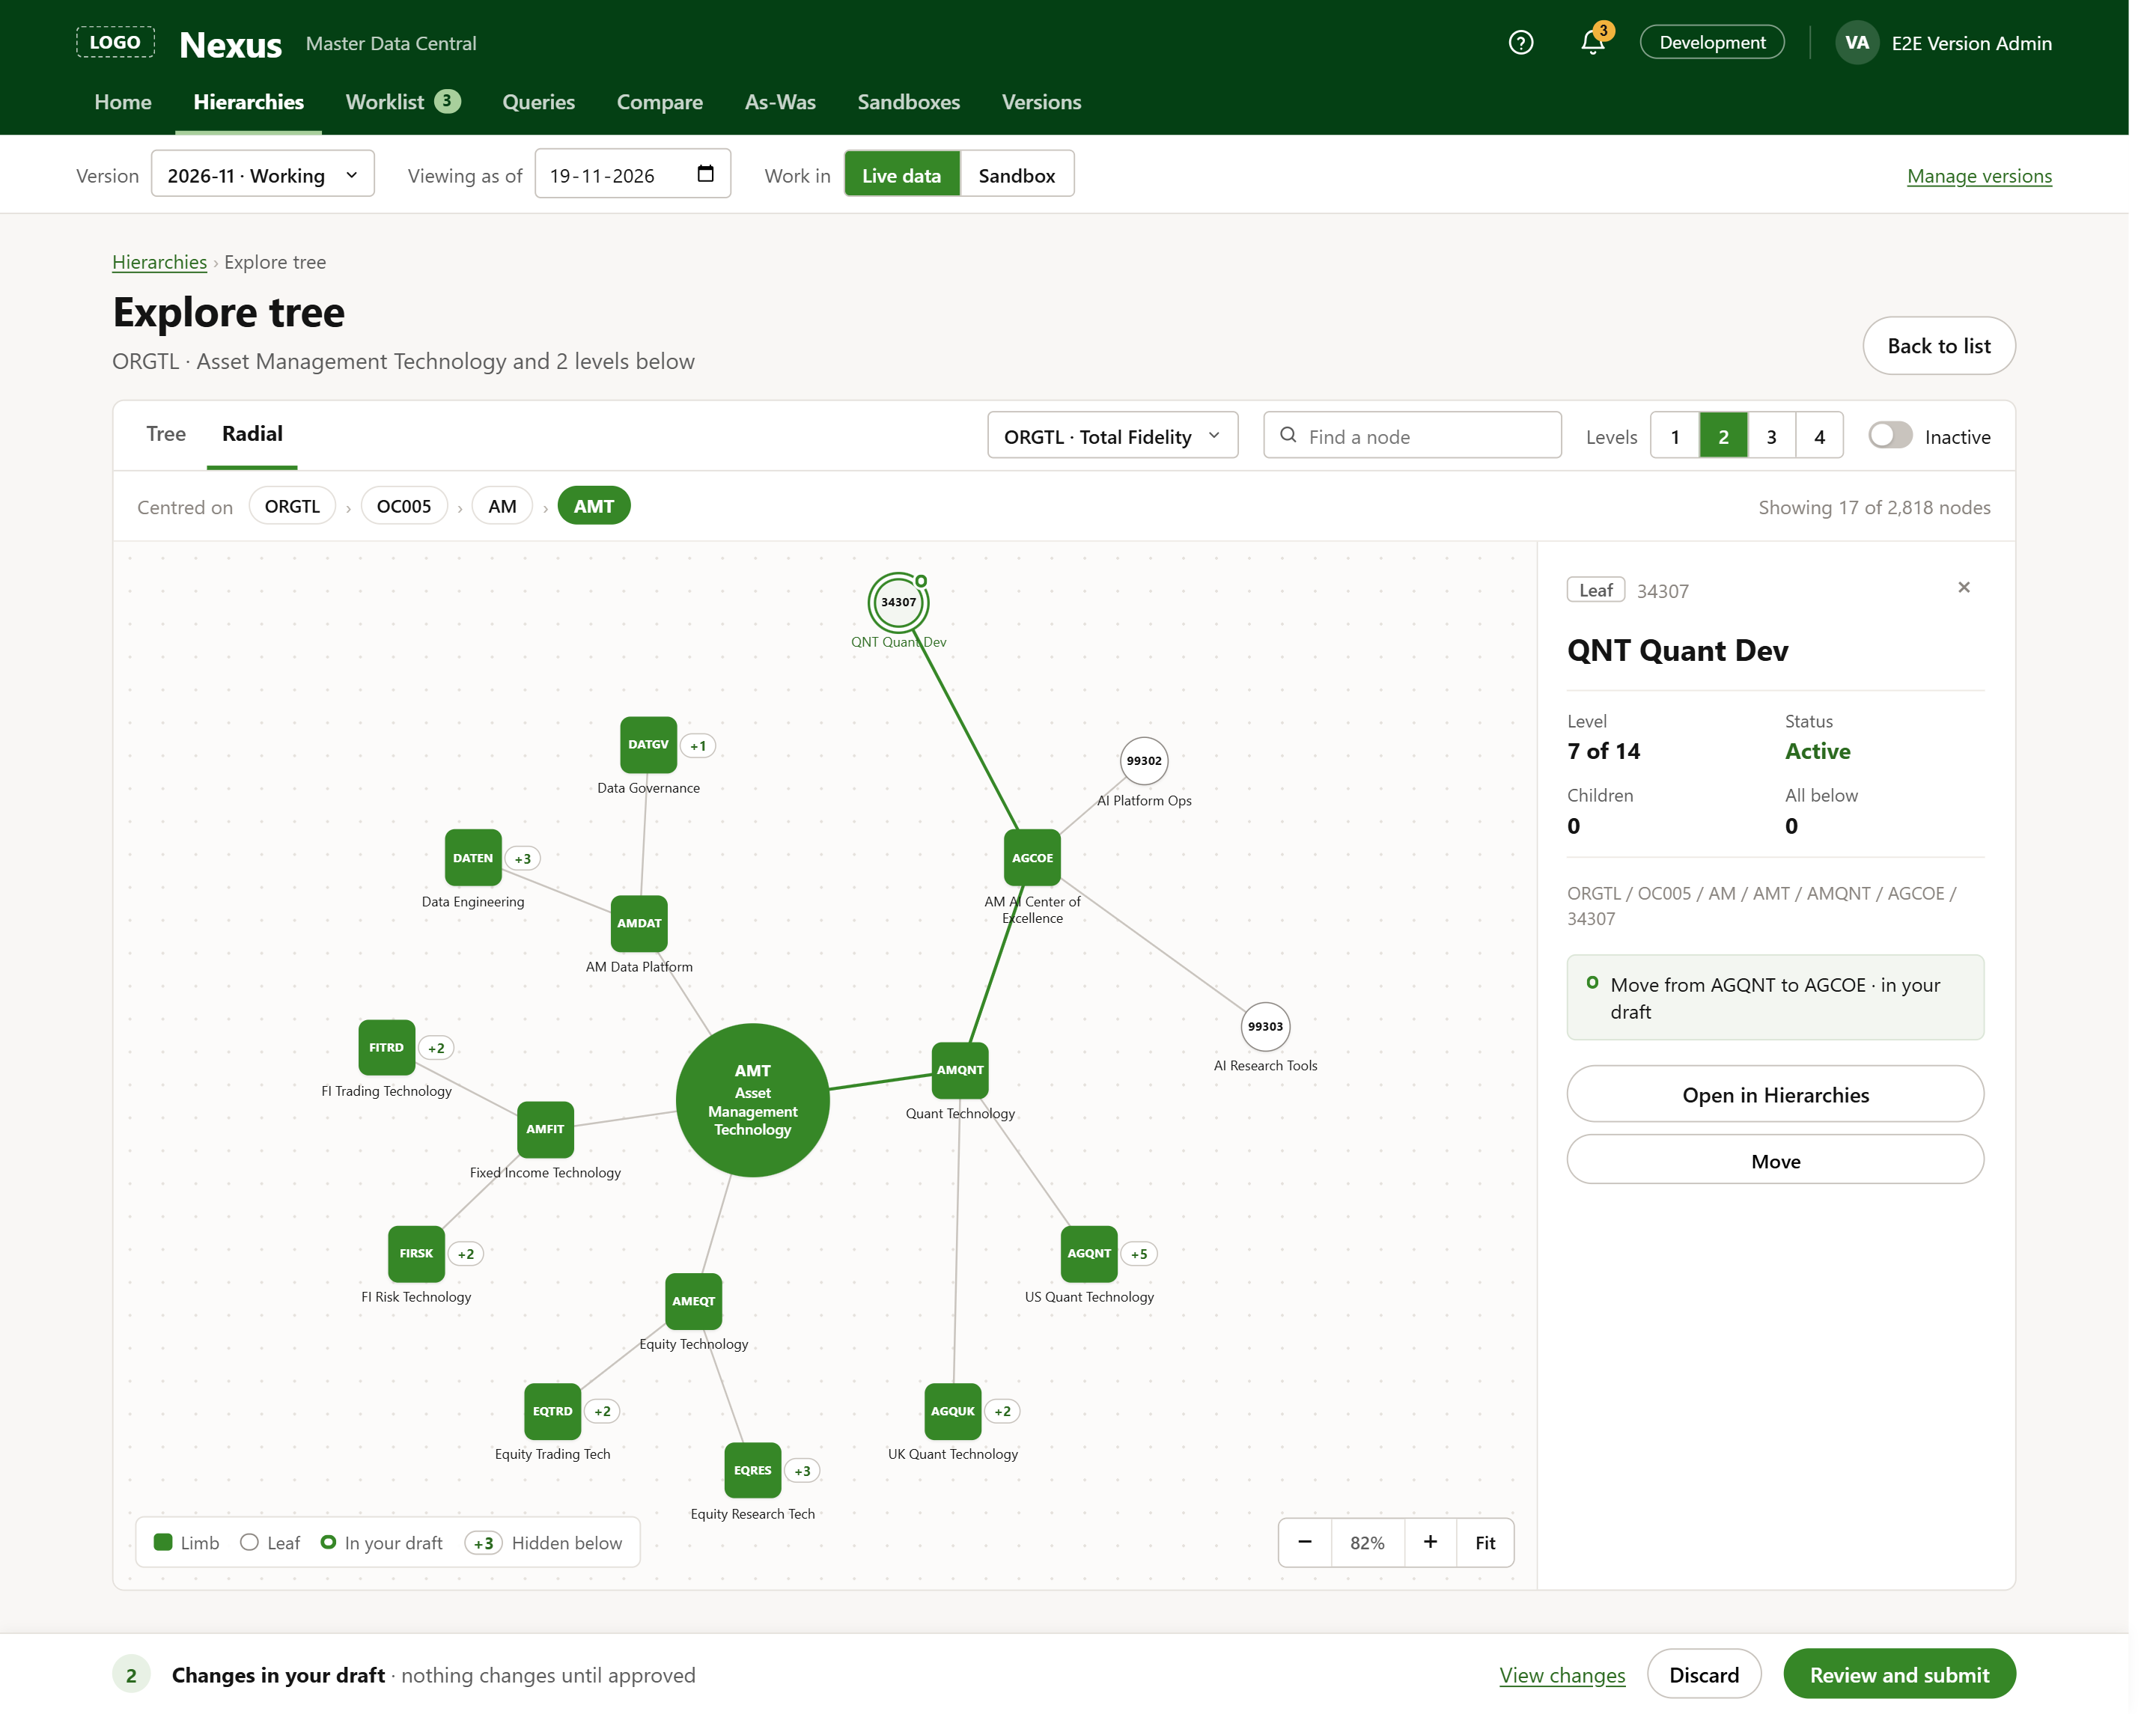 LOGO Nexus Master Data Central 3 Development VA E2E Version Admin
Home Hierarchies Worklist 3 Queries Compare As-Was Sandboxes Versions
Version 2026-11 · Working Viewing as of 19-11-2026 Work in Live data Sandbox Manage versions
Hierarchies › Explore tree
Explore tree
ORGTL · Asset Management Technology and 2 levels below
Back to list
Tree Radial ORGTL · Total Fidelity Find a node Levels 1 2 3 4 Inactive
Centred on ORGTL › OC005 › AM › AMT Showing 17 of 2,818 nodes
34307
QNT Quant Dev
DATGV +1
Data Governance
99302
AI Platform Ops
DATEN +3
Data Engineering
AGCOE
AM AI Center of
Excellence
AMDAT
AM Data Platform
99303
AI Research Tools
FITRD +2
FI Trading Technology
AMT
Asset
Management
Technology
AMQNT
Quant Technology
AMFIT
Fixed Income Technology
FIRSK +2
FI Risk Technology
AGQNT +5
US Quant Technology
AMEQT
Equity Technology
EQTRD +2
Equity Trading Tech
AGQUK +2
UK Quant Technology
EQRES +3
Equity Research Tech
Limb Leaf In your draft +3 Hidden below
− 82% + Fit
Leaf 34307 ×
QNT Quant Dev
Level Status
7 of 14 Active
Children All below
0 0
ORGTL / OC005 / AM / AMT / AMQNT / AGCOE /
34307
Move from AGQNT to AGCOE · in your
draft
Open in Hierarchies
Move
2 Changes in your draft · nothing changes until approved View changes Discard Review and submit